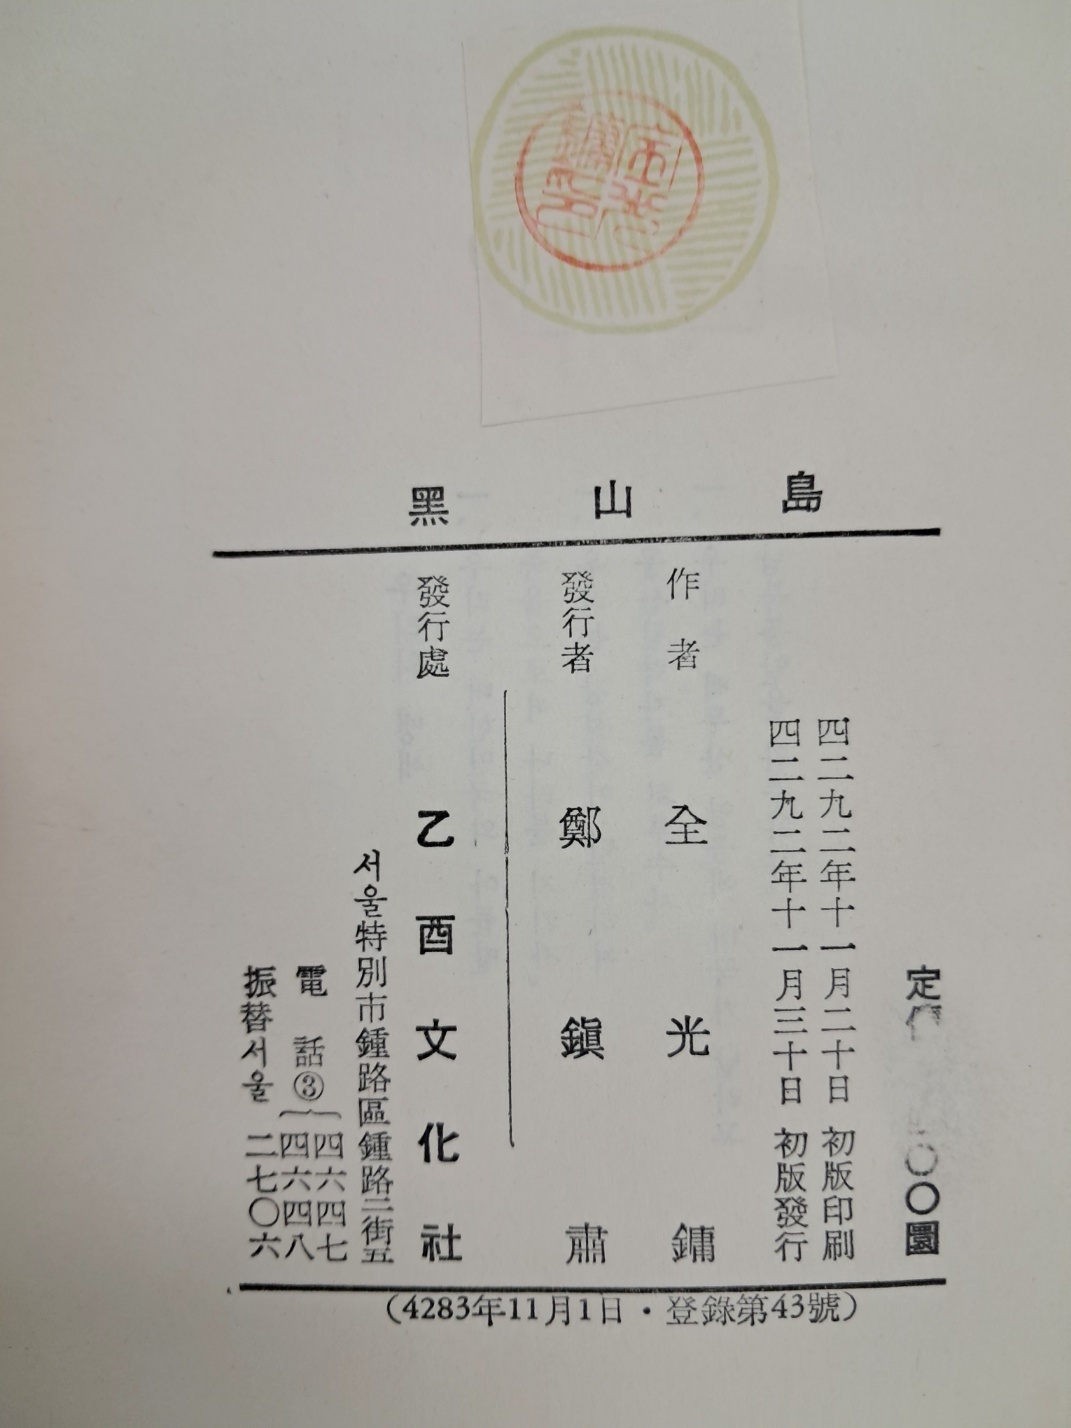 黑山島
定價
〇〇圜
四二九二年十一月二十日 初版印刷
四二九二年十一月三十日 初版發行
作者 全光鏞
發行者 鄭鎭肅
發行處 乙酉文化社
서울特別市鍾路區鍾路二街五
電話③ 四六四七
四六四八
振替서울 二七〇六
(4283年11月1日·登錄第43號)